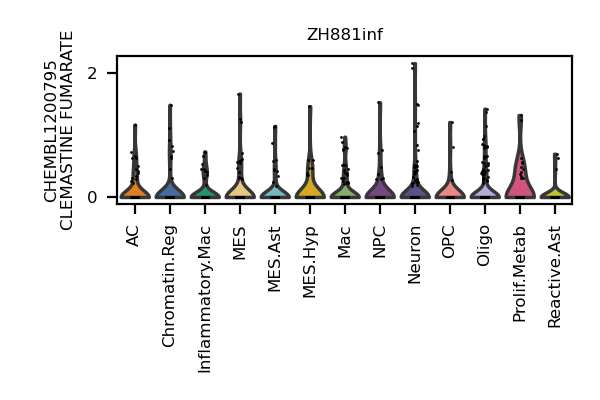 ZH881inf
CHEMBL1200795
CLEMASTINE FUMARATE
2
0
AC
Chromatin.Reg
Inflammatory.Mac
MES
MES.Ast
MES.Hyp
Mac
NPC
Neuron
OPC
Oligo
Prolif.Metab
Reactive.Ast